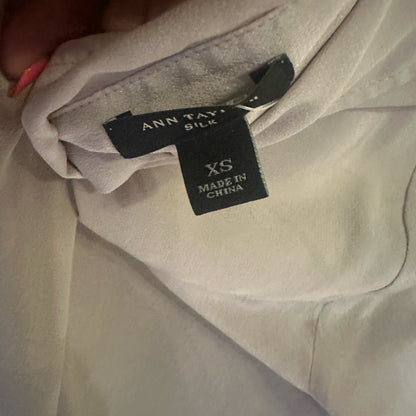 ANN TAY
SILK
XS
MADE IN
CHINA